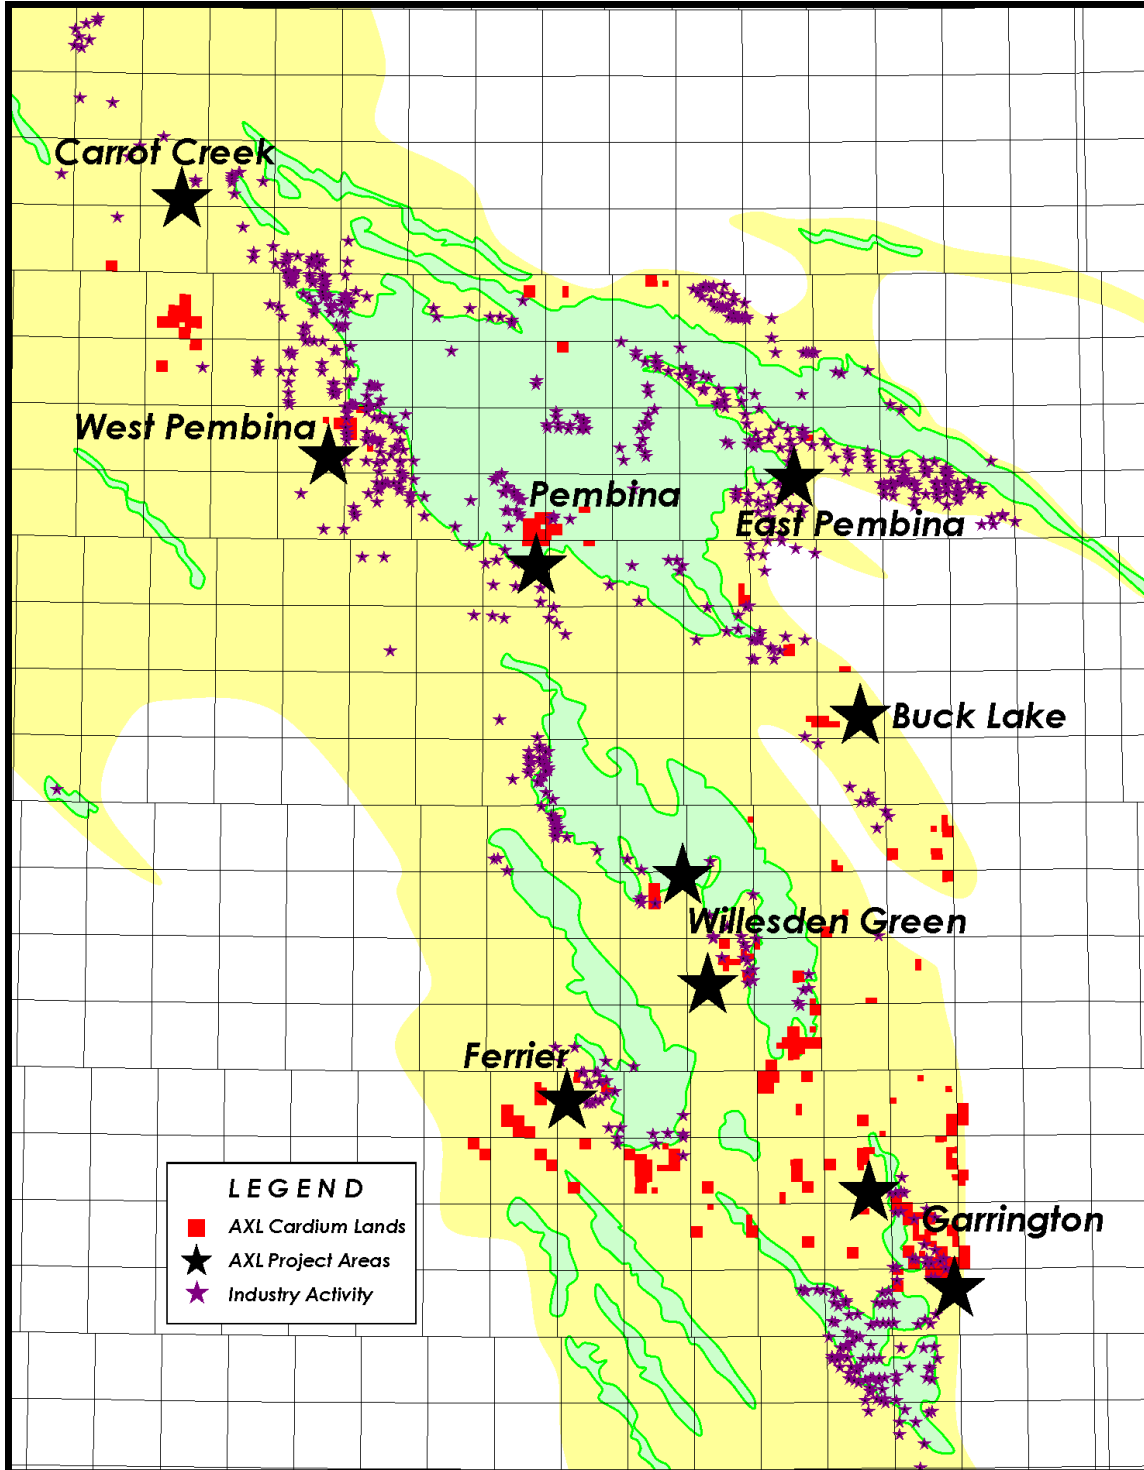 Carrot Creek
West Pembina
Pembina
East Pembina
Buck Lake
Willesden Green
Ferrier
Garrington
LEGEND
AXL Cardium Lands
AXL Project Areas
Industry Activity